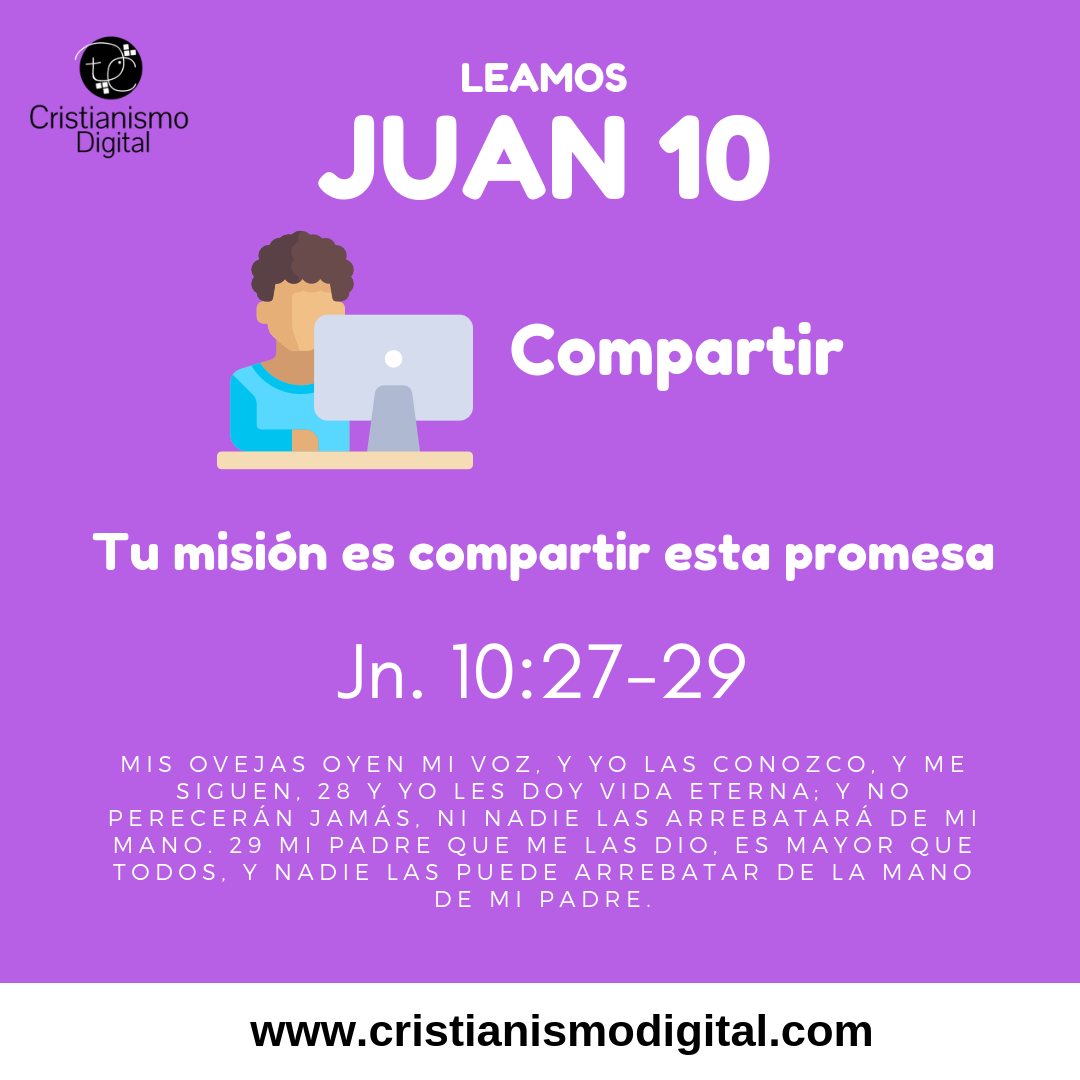 Cristianismo
Digital
LEAMOS
JUAN 10
Compartir
Tu misión es compartir esta promesa
Jn. 10:27-29
MIS OVEJAS OYEN MI VOZ, Y YO LAS CONOZCO, Y ME
SIGUEN, 28 Y YO LES DOY VIDA ETERNA; Y NO
PERECERÁN JAMÁS, NI NADIE LAS ARREBATARÁ DE MI
MANO. 29 MI PADRE QUE ME LAS DIO, ES MAYOR QUE
TODOS, Y NADIE LAS PUEDE ARREBATAR DE LA MANO
DE MI PADRE.
www.cristianismodigital.com